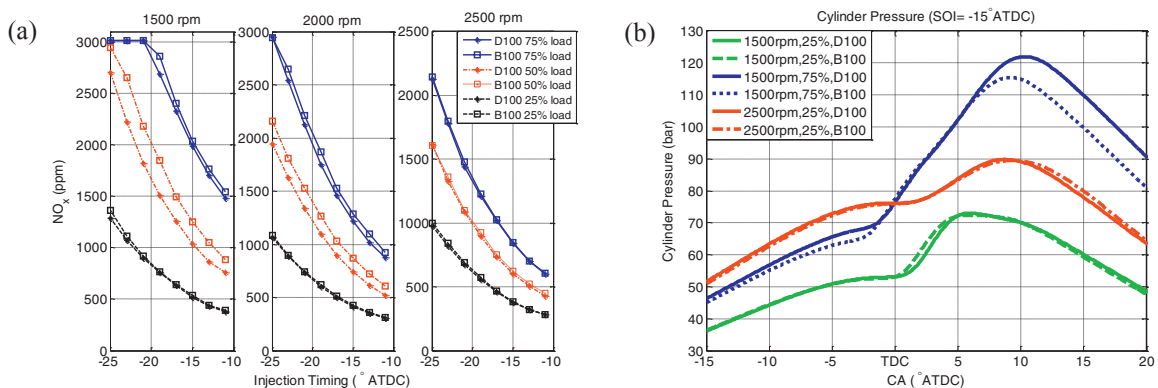 (a)
1500 rpm
2000 rpm
2500 rpm
NOx (ppm)
3000
2500
2000
1500
1000
500
0
-25
-20
-15
-10
3000
2500
2000
1500
1000
500
0
-25
-20
-15
-10
2500
2000
1500
1000
500
0
-25
-20
-15
-10
D100 75% load
B100 75% load
D100 50% load
B100 50% load
D100 25% load
B100 25% load
Injection Timing (°ATDC)
(b)
Cylinder Pressure (SOI= -15°ATDC)
Cylinder Pressure (bar)
130
120
110
100
90
80
70
60
50
40
30
1500rpm,25%,D100
1500rpm,25%,B100
1500rpm,75%,D100
1500rpm,75%,B100
2500rpm,25%,D100
2500rpm,25%,B100
-15
-10
-5
TDC
5
10
15
20
CA (°ATDC)